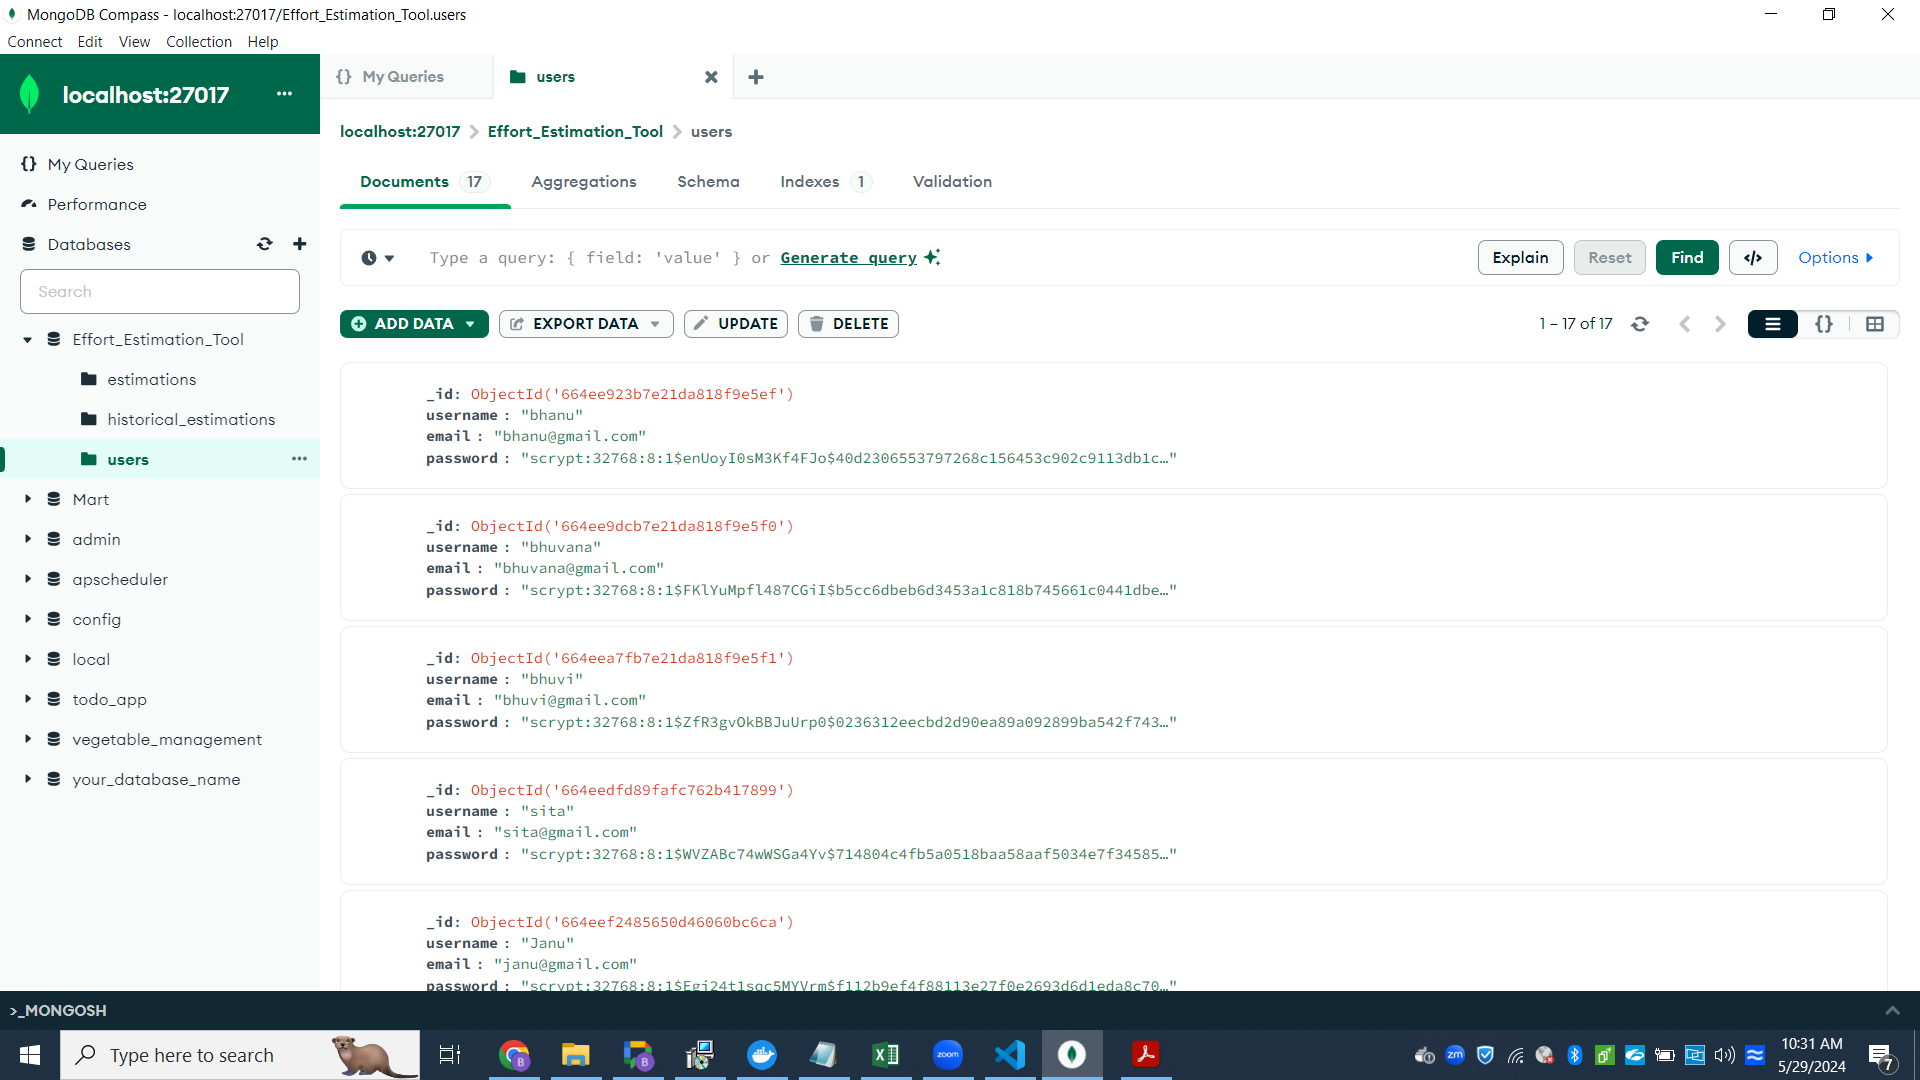 MongoDB Compass - localhost:27017/Effort_Estimation_Tool.users
Connect Edit View Collection Help
localhost:27017
My Queries
users
localhost:27017 > Effort_Estimation_Tool > users
My Queries
Performance
Databases
Search
Effort_Estimation_Tool
estimations
historical_estimations
users
Mart
admin
apscheduler
config
local
todo_app
vegetable_management
your_database_name
Documents 17 Aggregations Schema Indexes 1 Validation
Type a query: { field: 'value' } or Generate query
Explain Reset Find </> Options
ADD DATA EXPORT DATA UPDATE DELETE
1 – 17 of 17
_id: ObjectId('664ee923b7e21da818f9e5ef')
username : "bhanu"
email : "bhanu@gmail.com"
password : "scrypt:32768:8:1$enUoyI0sM3Kf4FJo$40d2306553797268c156453c902c9113db1c…"
_id: ObjectId('664ee9dcb7e21da818f9e5f0')
username : "bhuvana"
email : "bhuvana@gmail.com"
password : "scrypt:32768:8:1$FKlYuMpfl487CGiI$b5cc6dbeb6d3453a1c818b745661c0441dbe…"
_id: ObjectId('664eea7fb7e21da818f9e5f1')
username : "bhuvi"
email : "bhuvi@gmail.com"
password : "scrypt:32768:8:1$ZfR3gvOkBBJuUrp0$0236312eecbd2d90ea89a092899ba542f743…"
_id: ObjectId('664eedfd89fafc762b417899')
username : "sita"
email : "sita@gmail.com"
password : "scrypt:32768:8:1$WVZABc74wWSGa4Yv$714804c4fb5a0518baa58aaf5034e7f34585…"
_id: ObjectId('664eef2485650d46060bc6ca')
username : "Janu"
email : "janu@gmail.com"
password : "scrypt:32768:8:1$Egj24t1sqc5MYVrm$f112b9ef4f88113e27f0e2693d6d1eda8c70…"
>_MONGOSH
Type here to search
B
B
zoom
zm
10:31 AM
5/29/2024
7